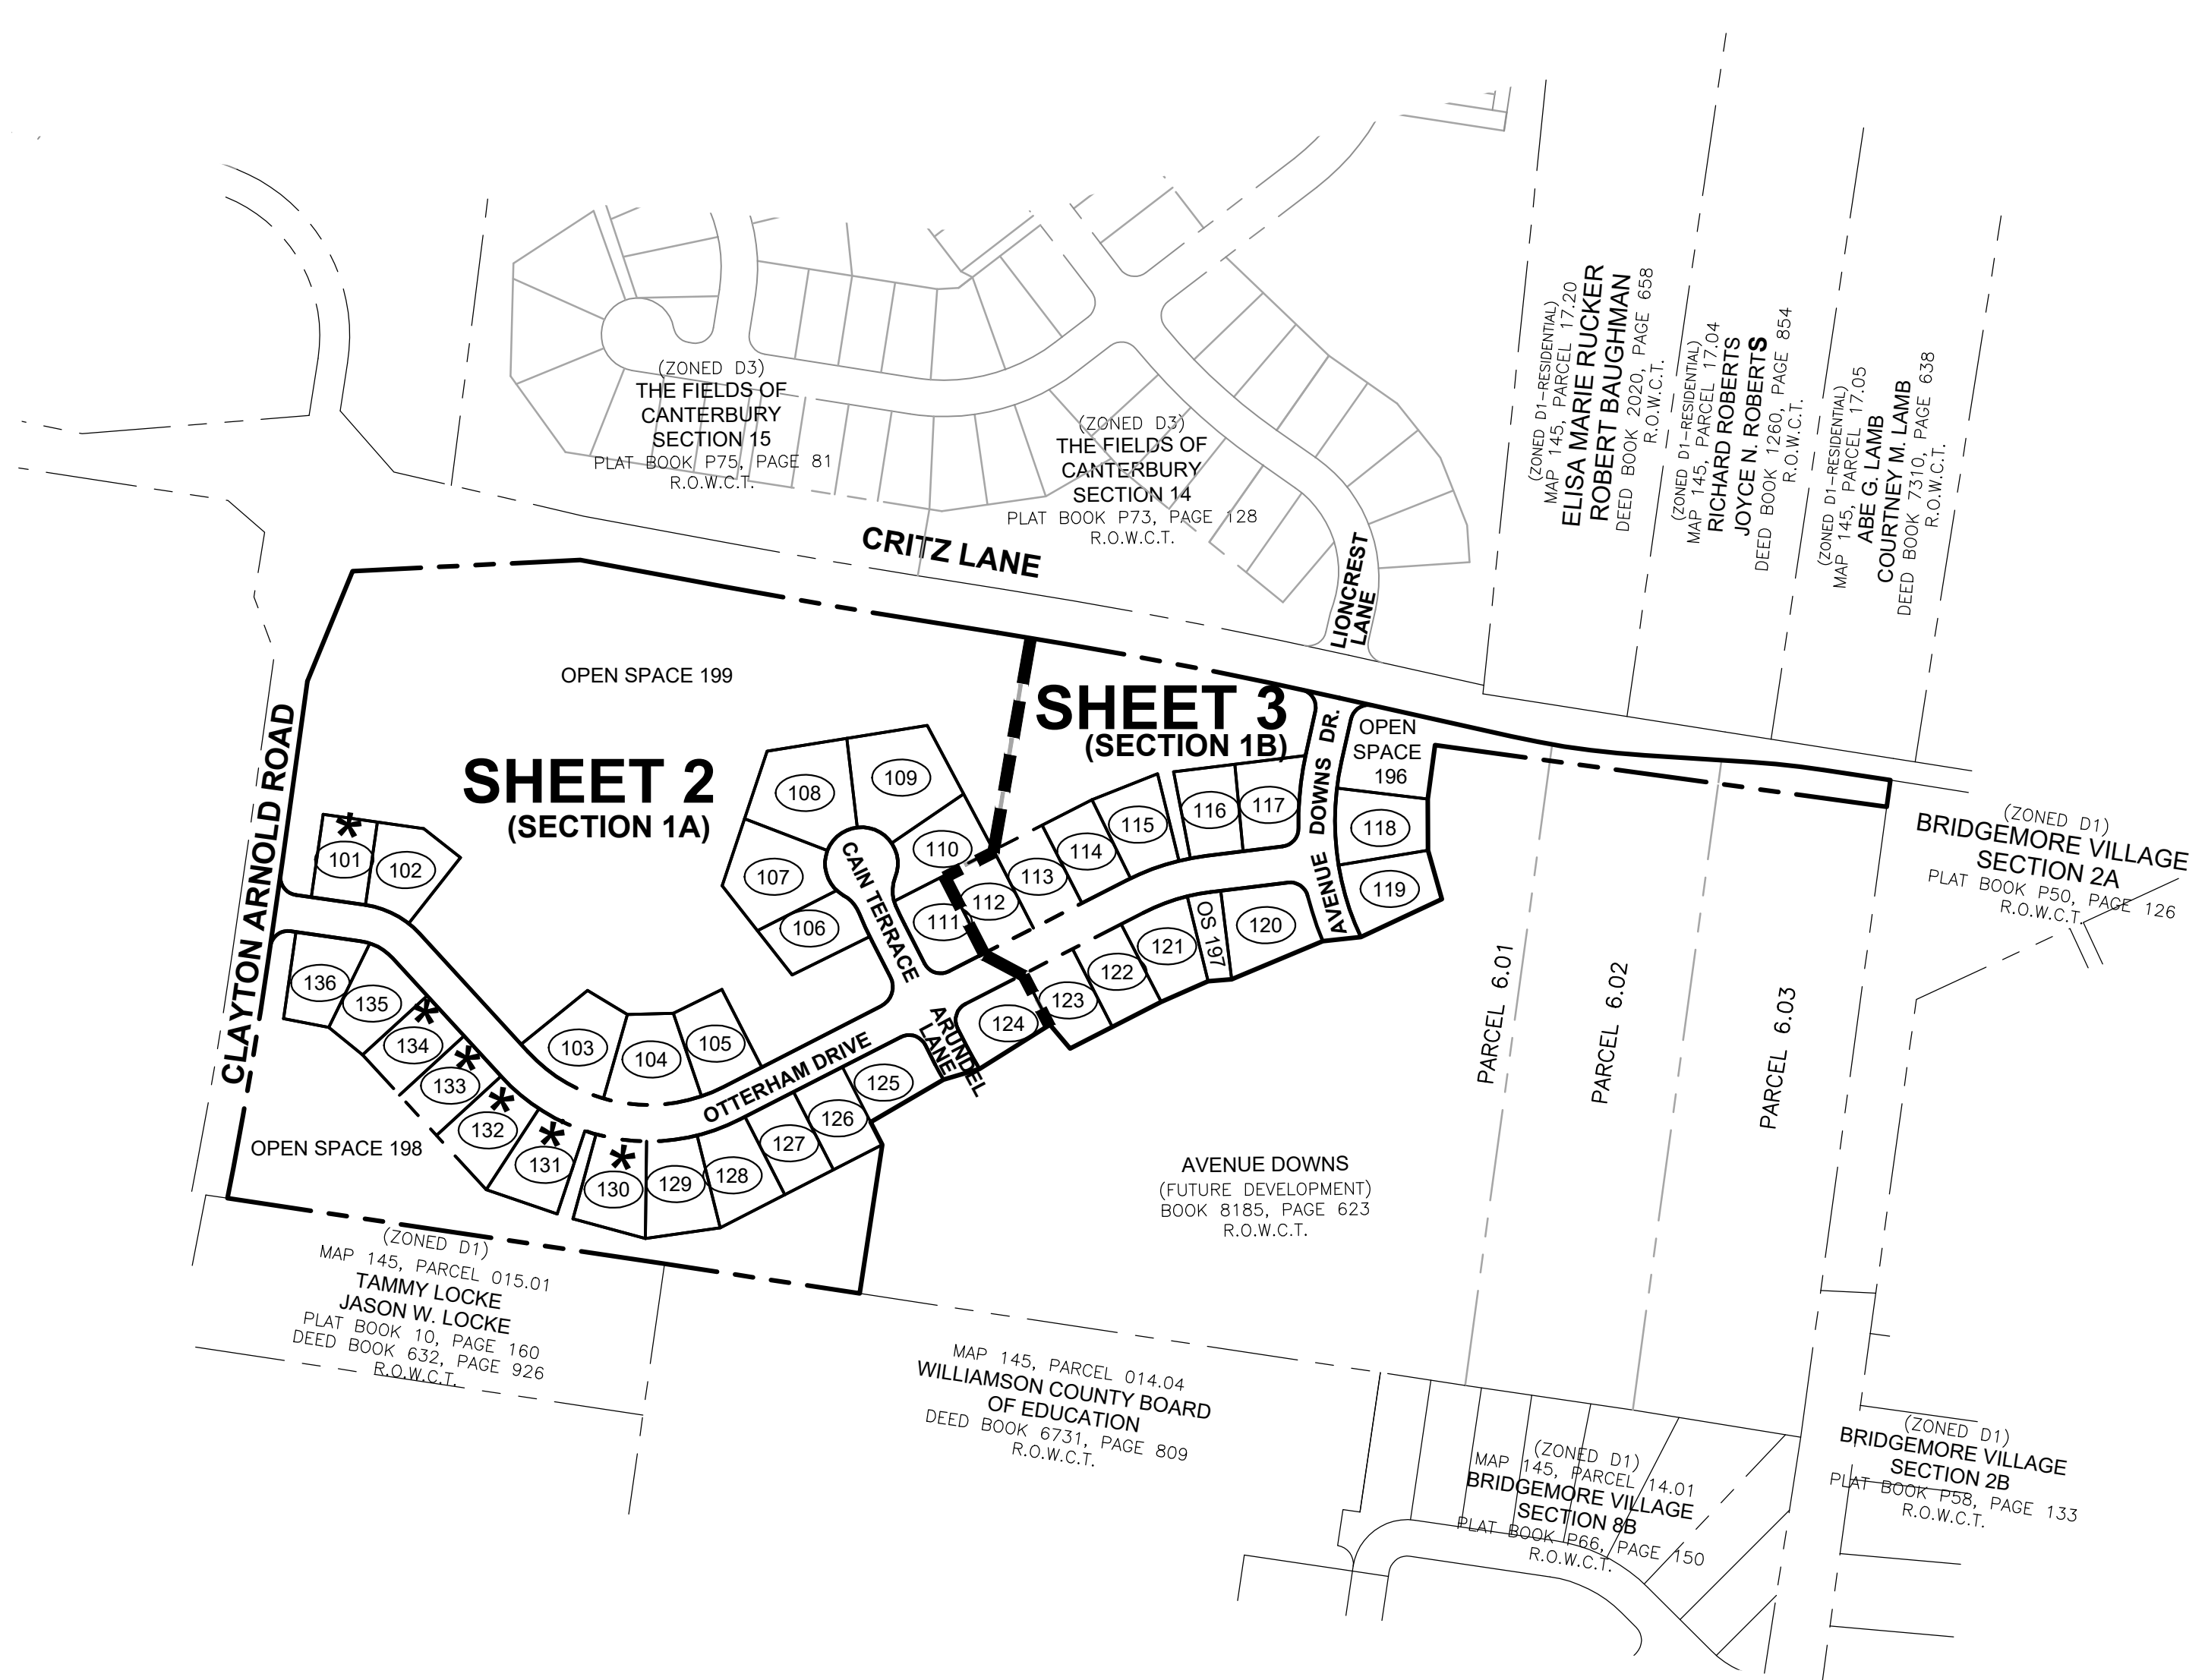 (ZONED D3)
THE FIELDS OF
CANTERBURY
SECTION 15
PLAT BOOK P75, PAGE 81
R.O.W.C.T.
(ZONED D3)
THE FIELDS OF
CANTERBURY
SECTION 14
PLAT BOOK P73, PAGE 128
R.O.W.C.T.
(ZONED D1-RESIDENTIAL)
MAP 145, PARCEL 17.20
ELISA MARIE RUCKER
ROBERT BAUGHMAN
DEED BOOK 2020, PAGE 658
R.O.W.C.T.
(ZONED D1-RESIDENTIAL)
MAP 145, PARCEL 17.04
RICHARD ROBERTS
JOYCE N. ROBERTS
DEED BOOK 1260, PAGE 854
R.O.W.C.T.
(ZONED D1-RESIDENTIAL)
MAP 145, PARCEL 17.05
ABE G. LAMB
COURTNEY M. LAMB
DEED BOOK 7310, PAGE 638
R.O.W.C.T.
CRITZ LANE
LIONCREST
LANE
OPEN SPACE 199
SHEET 2
(SECTION 1A)
SHEET 3
(SECTION 1B)
CLAYTON ARNOLD ROAD
AVENUE DOWNS DR.
OPEN
SPACE
196
108
109
110
107
106
111
CAIN TERRACE
112
113
114
115
116
117
118
119
120
OS 197
121
122
123
124
* 101
102
136
135
* 134
* 133
* 132
* 131
* 130
129
128
127
126
125
103
104
105
OTTERHAM DRIVE
ARUNDEL
LANE
OPEN SPACE 198
(ZONED D1)
BRIDGEMORE VILLAGE
SECTION 2A
PLAT BOOK P50, PAGE 126
R.O.W.C.T.
PARCEL 6.01
PARCEL 6.02
PARCEL 6.03
AVENUE DOWNS
(FUTURE DEVELOPMENT)
BOOK 8185, PAGE 623
R.O.W.C.T.
(ZONED D1)
MAP 145, PARCEL 015.01
TAMMY LOCKE
JASON W. LOCKE
PLAT BOOK 10, PAGE 160
DEED BOOK 632, PAGE 926
R.O.W.C.T.
MAP 145, PARCEL 014.04
WILLIAMSON COUNTY BOARD
OF EDUCATION
DEED BOOK 6731, PAGE 809
R.O.W.C.T.
(ZONED D1)
MAP 145, PARCEL 14.01
BRIDGEMORE VILLAGE
SECTION 8B
PLAT BOOK P66, PAGE 150
R.O.W.C.T.
(ZONED D1)
BRIDGEMORE VILLAGE
SECTION 2B
PLAT BOOK P58, PAGE 133
R.O.W.C.T.